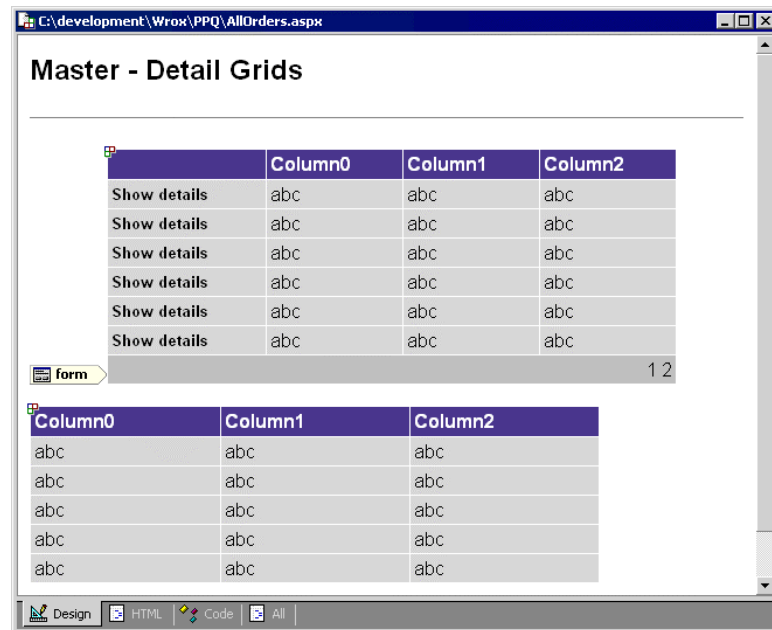 C:\development\Wrox\PPQ\AllOrders.aspx
Master - Detail Grids
Column0 Column1 Column2
Show details abc abc abc
Show details abc abc abc
Show details abc abc abc
Show details abc abc abc
Show details abc abc abc
Show details abc abc abc
form 1 2
Column0 Column1 Column2
abc abc abc
abc abc abc
abc abc abc
abc abc abc
abc abc abc
Design HTML Code All